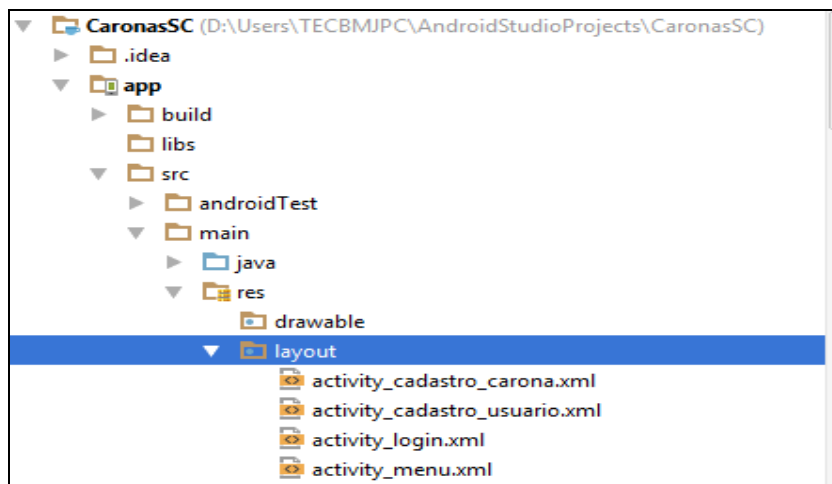 CaronasSC (D:\Users\TECBMJPC\AndroidStudioProjects\CaronasSC)
.idea
app
build
libs
src
androidTest
main
java
res
drawable
layout
activity_cadastro_carona.xml
activity_cadastro_usuario.xml
activity_login.xml
activity_menu.xml